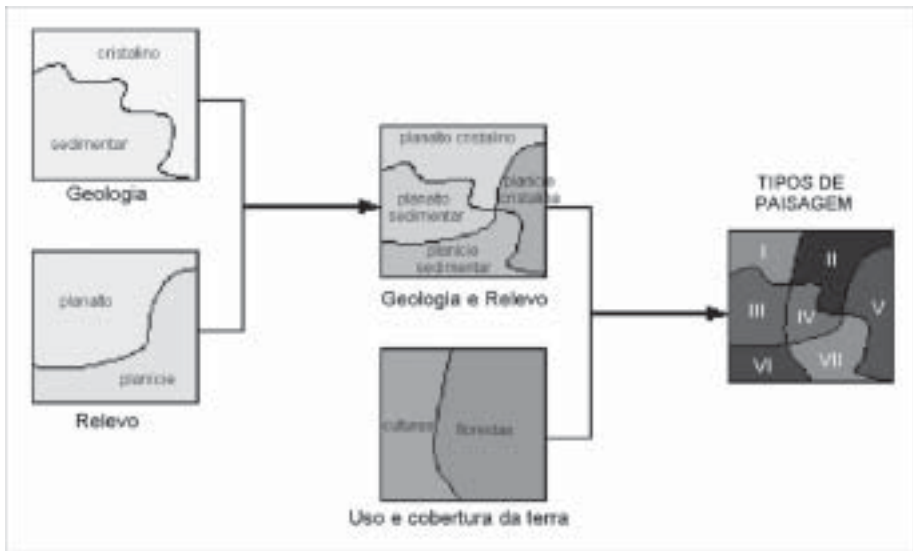 cristalino
sedimentar
Geologia
planalto
planície
Relevo
planalto cristalino
planície
cristalina
planalto
sedimentar
planície
sedimentar
Geologia e Relevo
culturas
florestas
Uso e cobertura da terra
TIPOS DE
PAISAGEM
I
II
III
IV
V
VI
VII